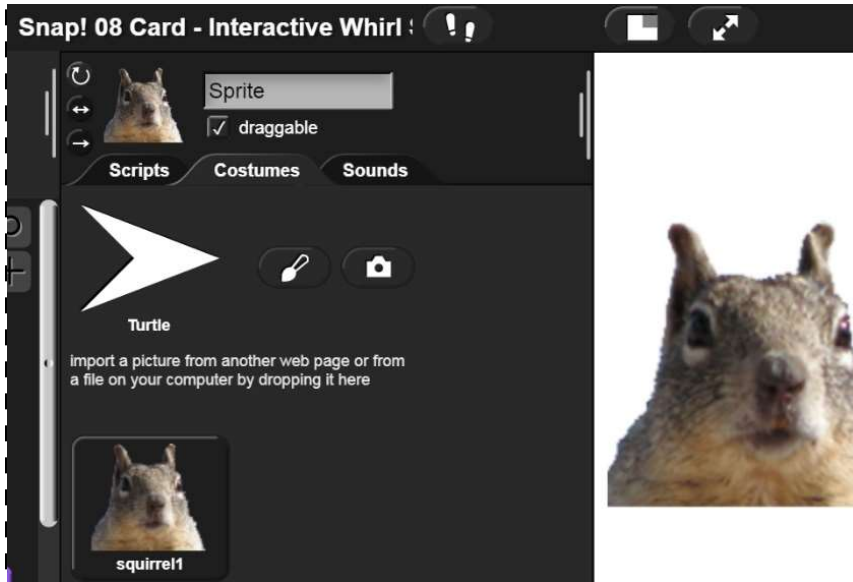 Snap! 08 Card - Interactive Whirl
Sprite
draggable
Scripts Costumes Sounds
Turtle
import a picture from another web page or from
a file on your computer by dropping it here
squirrel1